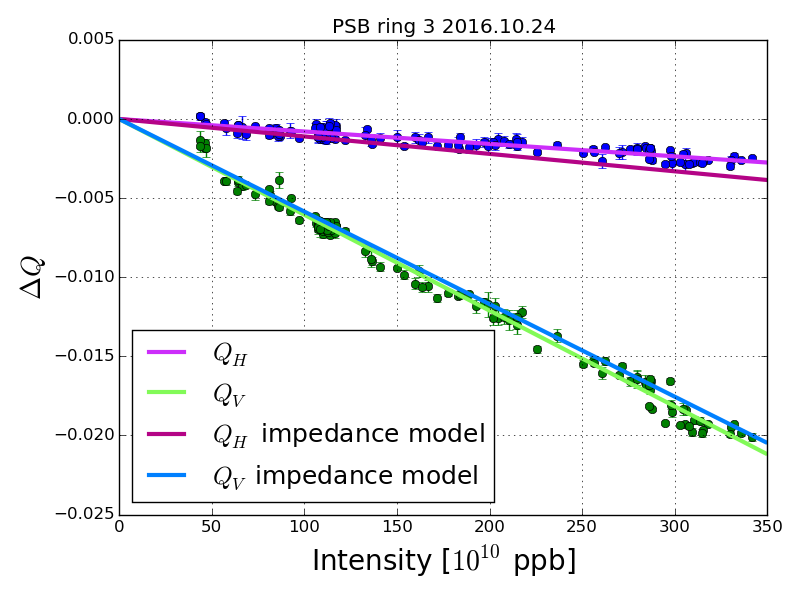 PSB ring 3 2016.10.24
0.005
0.000
−0.005
−0.010
−0.015
−0.020
−0.025
ΔQ
Q_H
Q_V
Q_H impedance model
Q_V impedance model
0 50 100 150 200 250 300 350
Intensity [10^10 ppb]